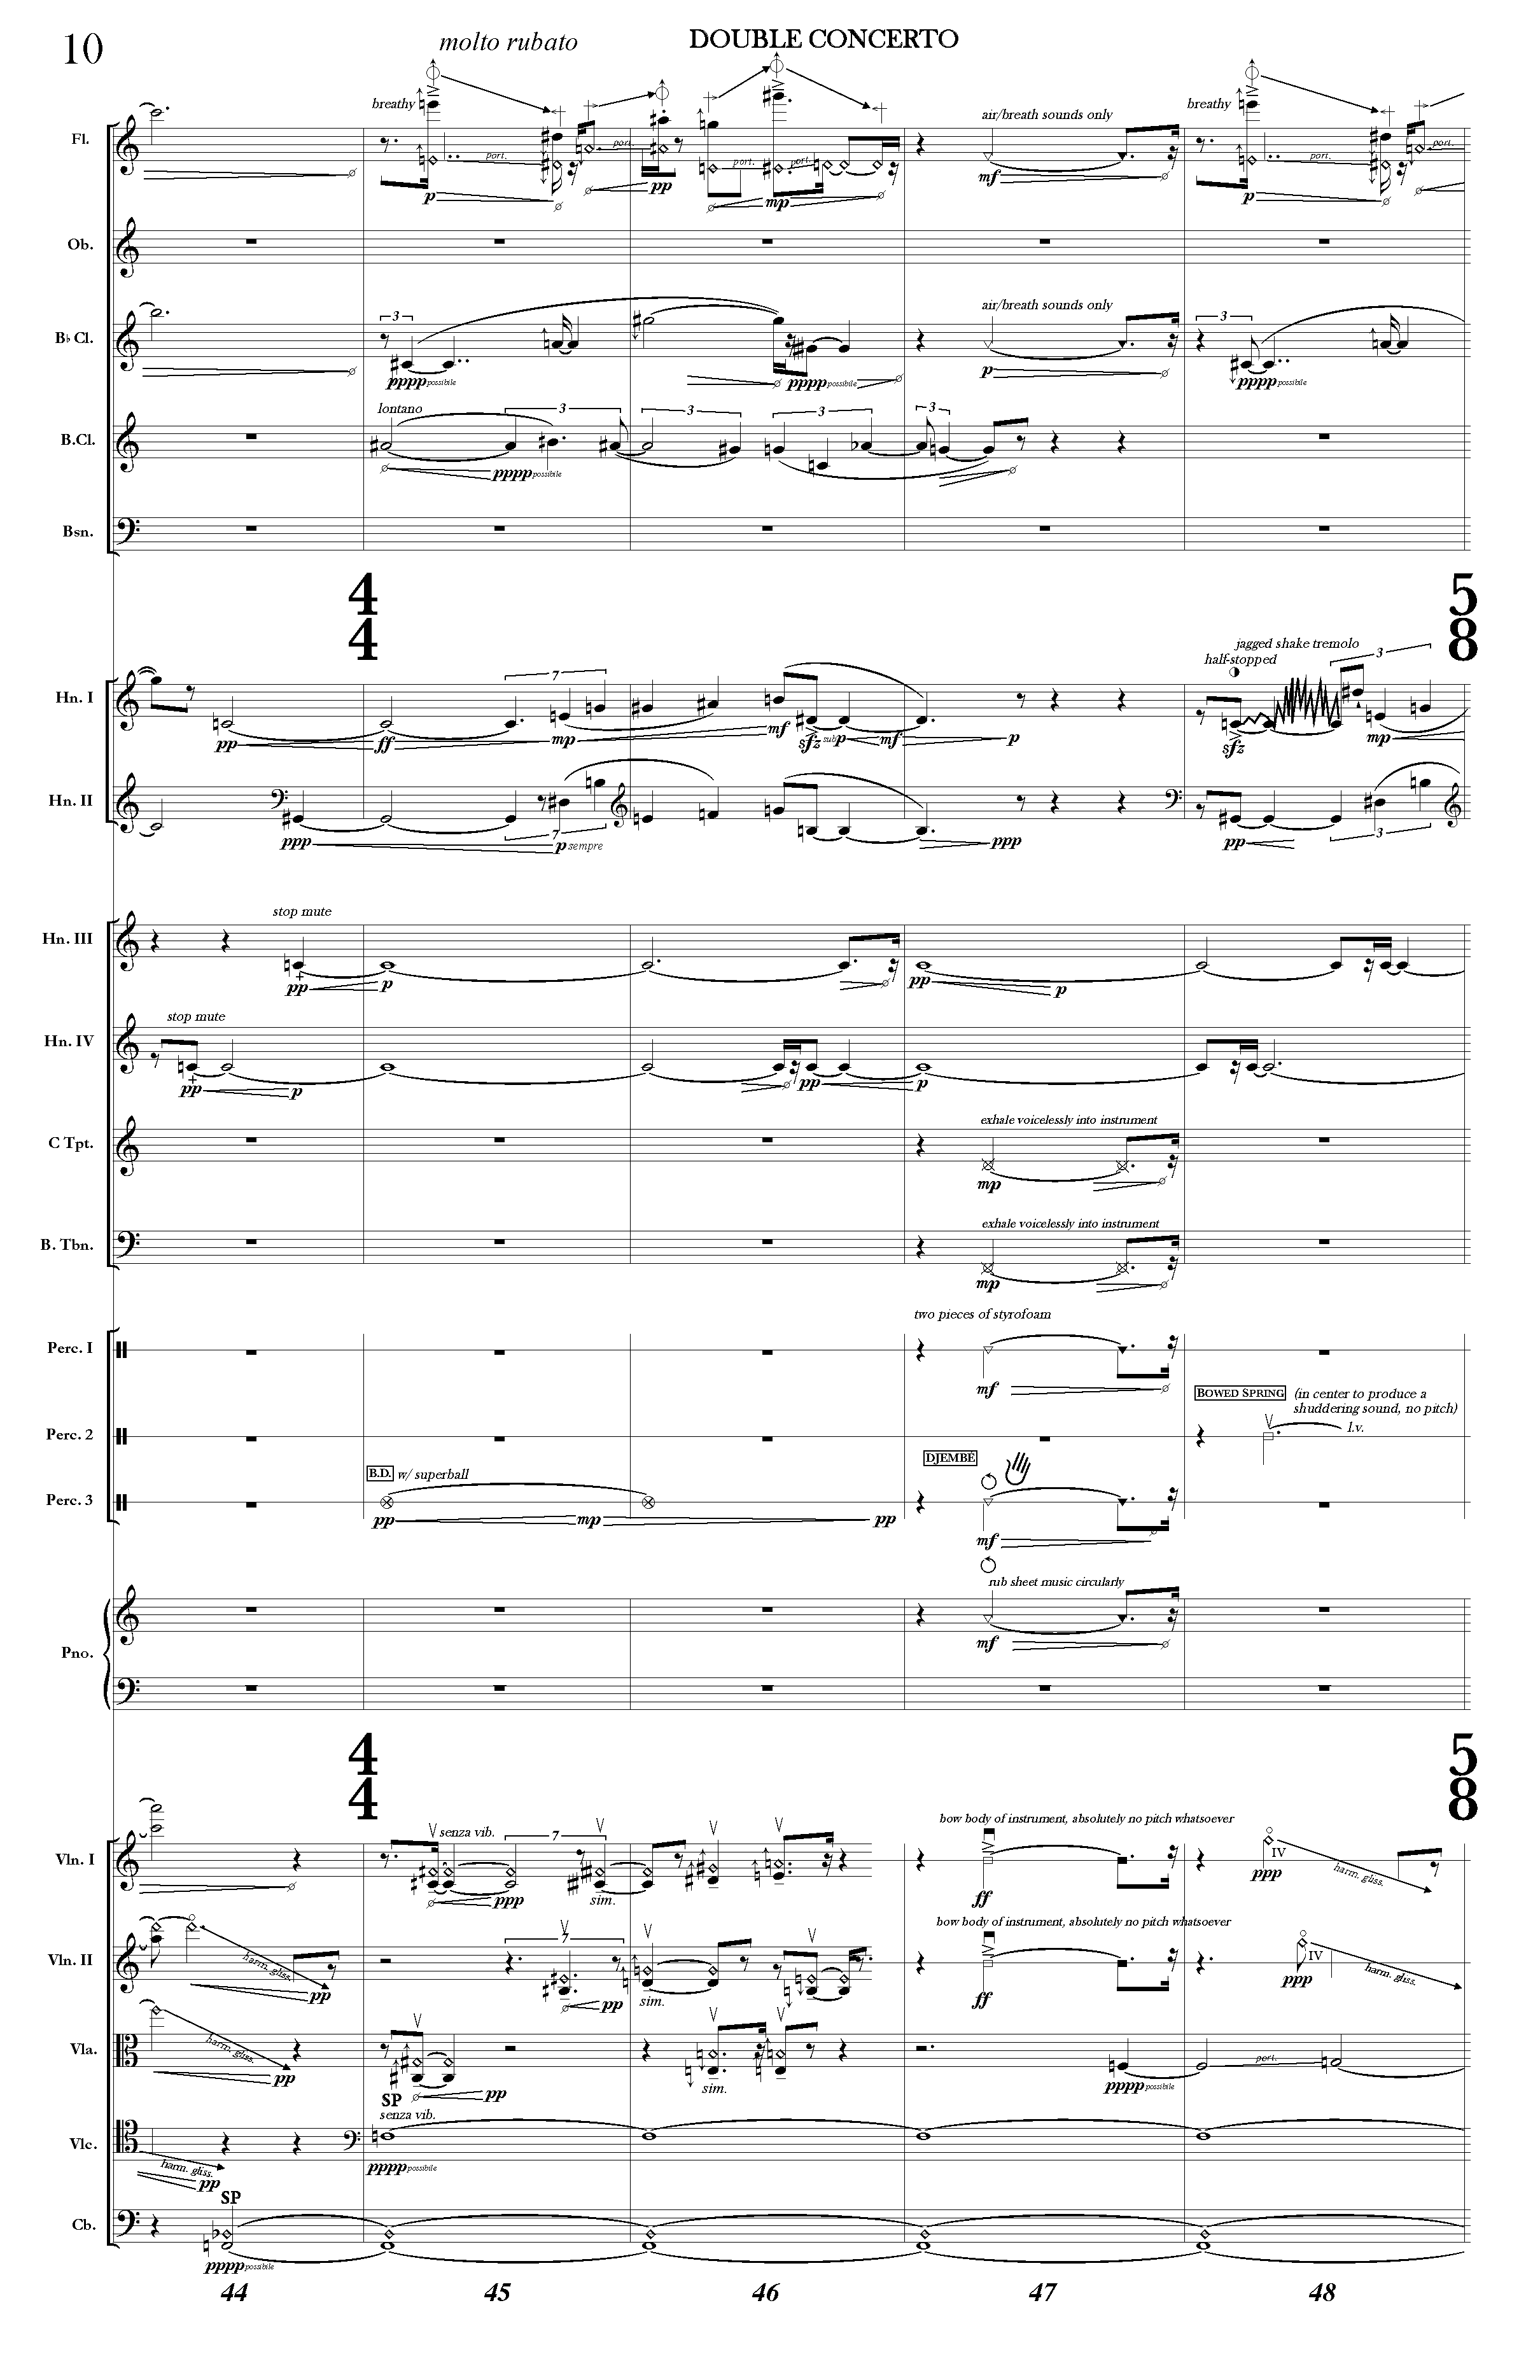 10
molto rubato
DOUBLE CONCERTO
breathy
air/breath sounds only
breathy
Fl.
port.
port.
port.
port.
port.
port.
p
pp
mp
mf
p
Ob.
3
air/breath sounds only
3
B♭ Cl.
pppp possibile
pppp possibile
p
pppp possibile
lontano
3
3
3
3
B.Cl.
pppp possibile
Bsn.
4
4
5
8
jagged shake tremolo
half-stopped
3
7
Hn. I
pp
ff
mp
mf
sfz sub p
mf
p
sfz
mp
Hn. II
ppp
7
p sempre
ppp
pp
3
stop mute
Hn. III
pp
p
pp
p
stop mute
Hn. IV
pp
p
pp
p
exhale voicelessly into instrument
C Tpt.
mp
exhale voicelessly into instrument
B. Tbn.
mp
two pieces of styrofoam
Perc. I
mf
BOWED SPRING
(in center to produce a
shuddering sound, no pitch)
l.v.
Perc. 2
DJEMBÉ
B.D. w/ superball
Perc. 3
pp
mp
pp
mf
rub sheet music circularly
mf
Pno.
4
4
5
8
bow body of instrument, absolutely no pitch whatsoever
senza vib.
7
Vln. I
IV
harm. gliss.
ppp
sim.
ff
ppp
bow body of instrument, absolutely no pitch whatsoever
7
Vln. II
harm. gliss.
IV
harm. gliss.
pp
pp
sim.
ff
ppp
Vla.
harm. gliss.
port.
pp
pp
sim.
pppp possibile
SP
senza vib.
Vlc.
harm. gliss.
pp
pppp possibile
SP
Cb.
pppp possibile
44
45
46
47
48